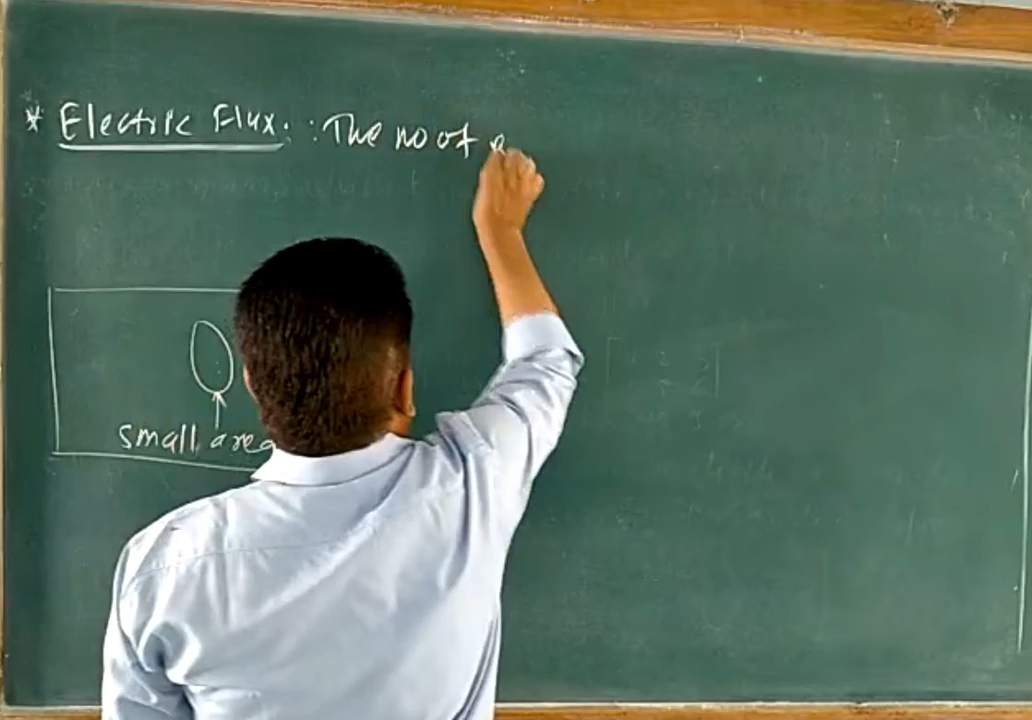 * Electric Flux. : The no of e
small area